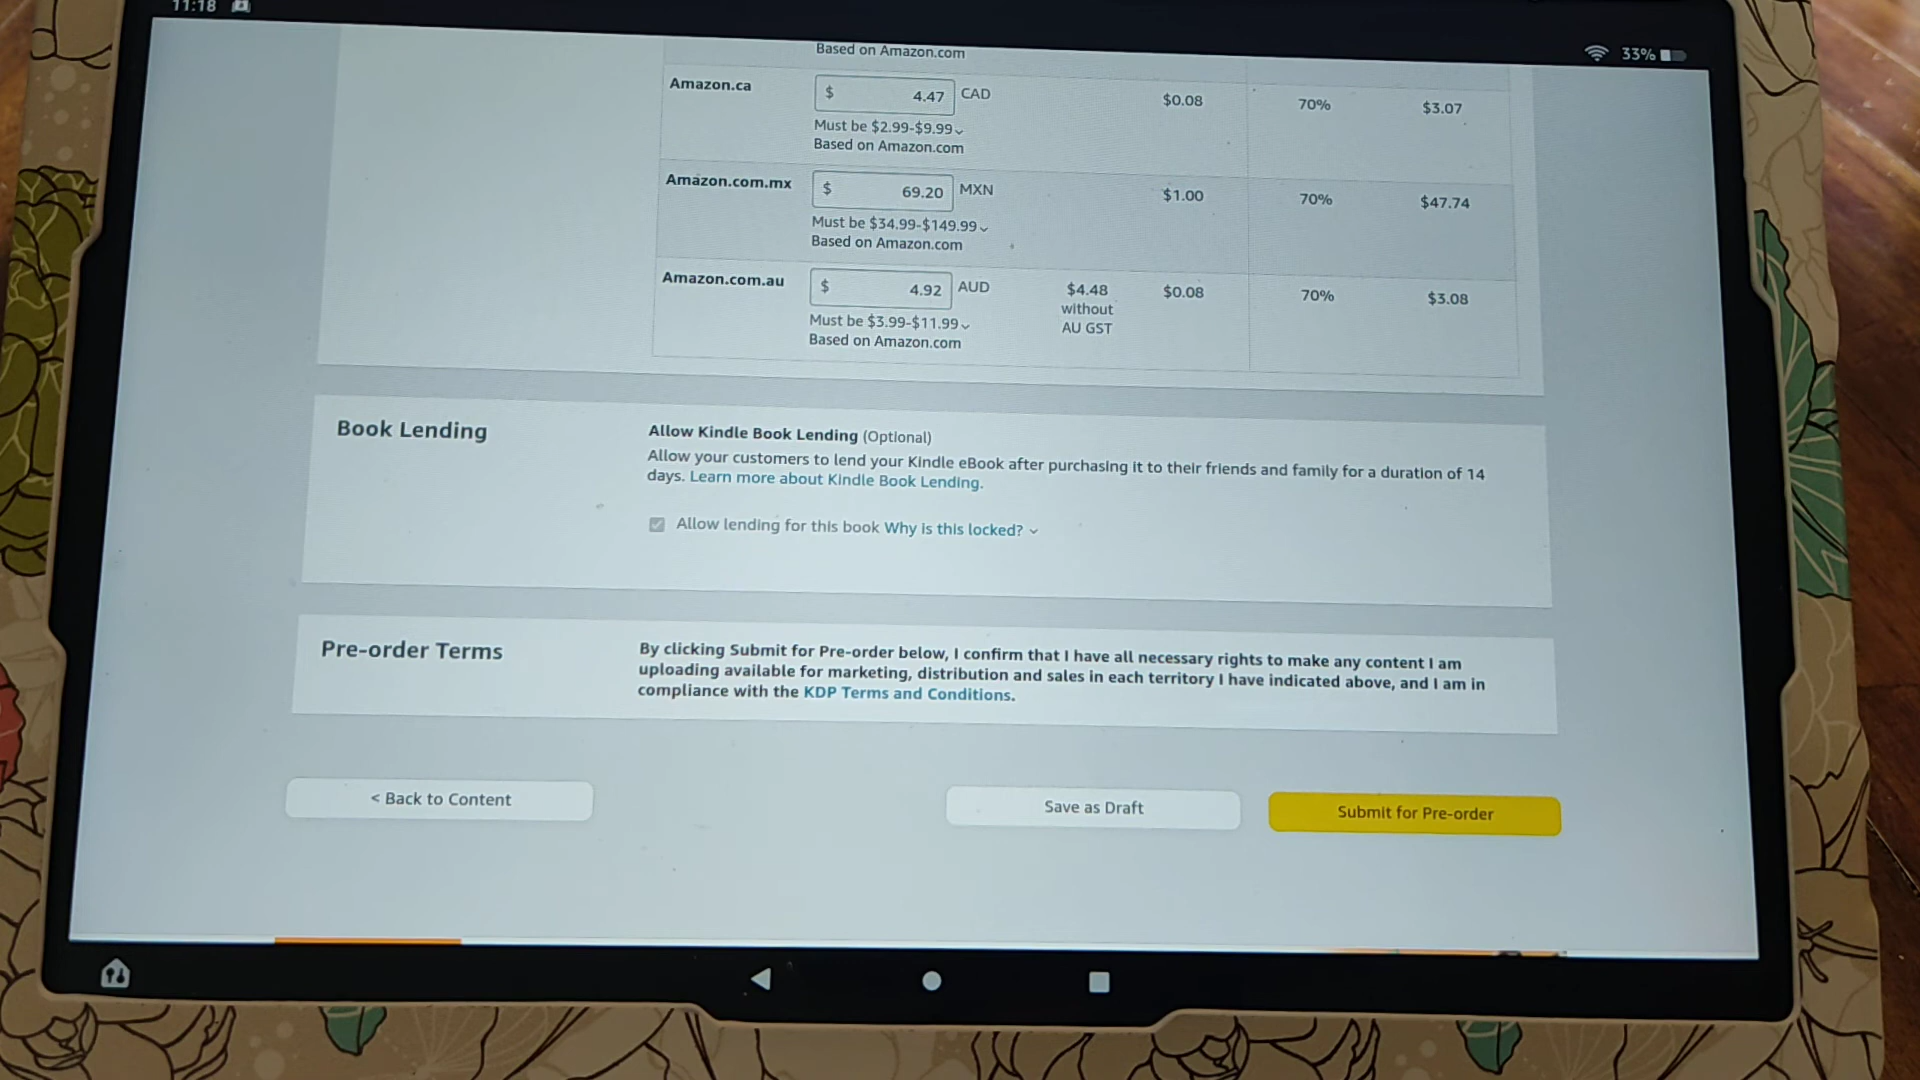 11:18
33%
Based on Amazon.com
Amazon.ca $ 4.47 CAD $0.08 70% $3.07
Must be $2.99-$9.99
Based on Amazon.com
Amazon.com.mx $ 69.20 MXN $1.00 70% $47.74
Must be $34.99-$149.99
Based on Amazon.com
Amazon.com.au $ 4.92 AUD $4.48 $0.08 70% $3.08
without
AU GST
Must be $3.99-$11.99
Based on Amazon.com
Book Lending
Allow Kindle Book Lending (Optional)
Allow your customers to lend your Kindle eBook after purchasing it to their friends and family for a duration of 14
days. Learn more about Kindle Book Lending.
Allow lending for this book Why is this locked?
Pre-order Terms
By clicking Submit for Pre-order below, I confirm that I have all necessary rights to make any content I am
uploading available for marketing, distribution and sales in each territory I have indicated above, and I am in
compliance with the KDP Terms and Conditions.
< Back to Content
Save as Draft
Submit for Pre-order